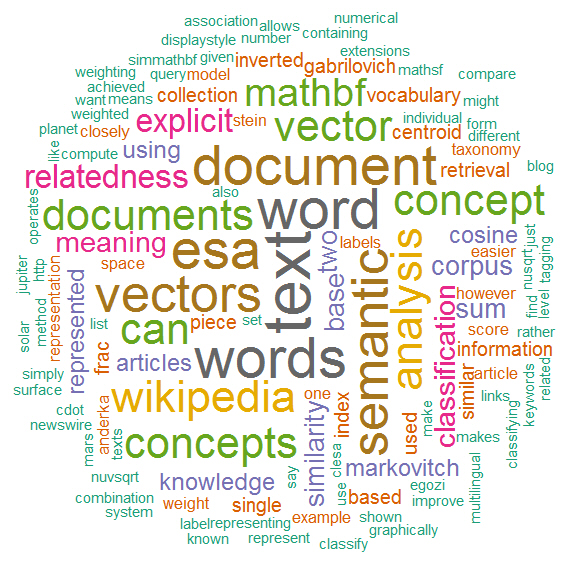 association allows numerical
displaystyle number containing
simmathbf given inverted extensions
weighting query model gabrilovich mathsf
achieved compare
want means collection mathbf vocabulary might
weighted explicit stein individual form
planet closely vector centroid different
like compute using taxonomy
relatedness document retrieval blog
operates also
documents word concept
meaning labels cosine easier just
space esa two corpus however nusqrt tagging
jupiter http representation represented vectors text base semantic analysis classification sum score find level
solar method list can piece set rather
simply frac articles words information
surface similar article related keywords
cdot wikipedia one index links
newswire anderka used make classifying
mars texts concepts similarity makes
nuvsqrt say use clesa markovitch multilingual
combination knowledge based egozi improve
system weight single example shown
label representing graphically
known represent classify